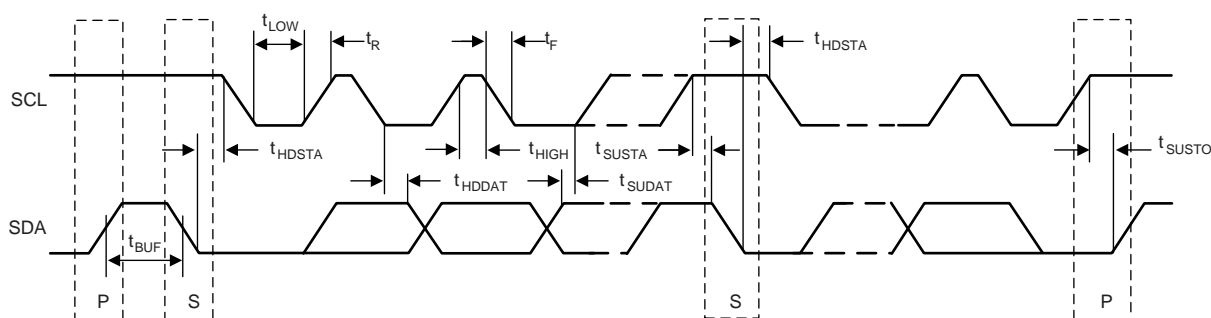 tLOW
tR
tF
tHDSTA
SCL
tHDSTA
tHIGH
tSUSTA
tSUSTO
tHDDAT
tSUDAT
SDA
tBUF
P
S
S
P